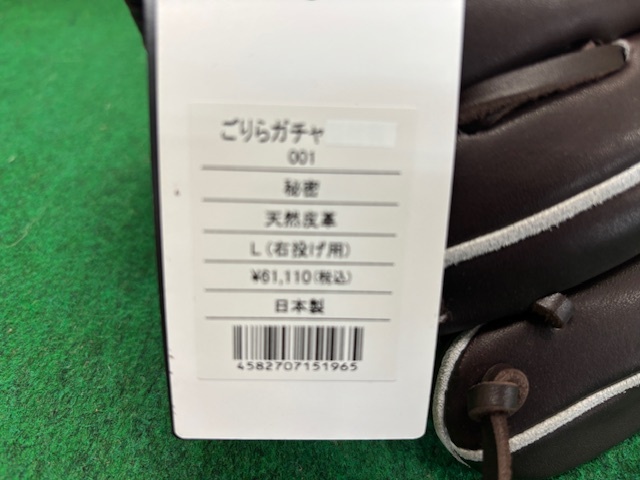 ごりらガチャ
001
秘密
天然皮革
L(右投げ用)
¥61,110(税込)
日本製
4582707151965